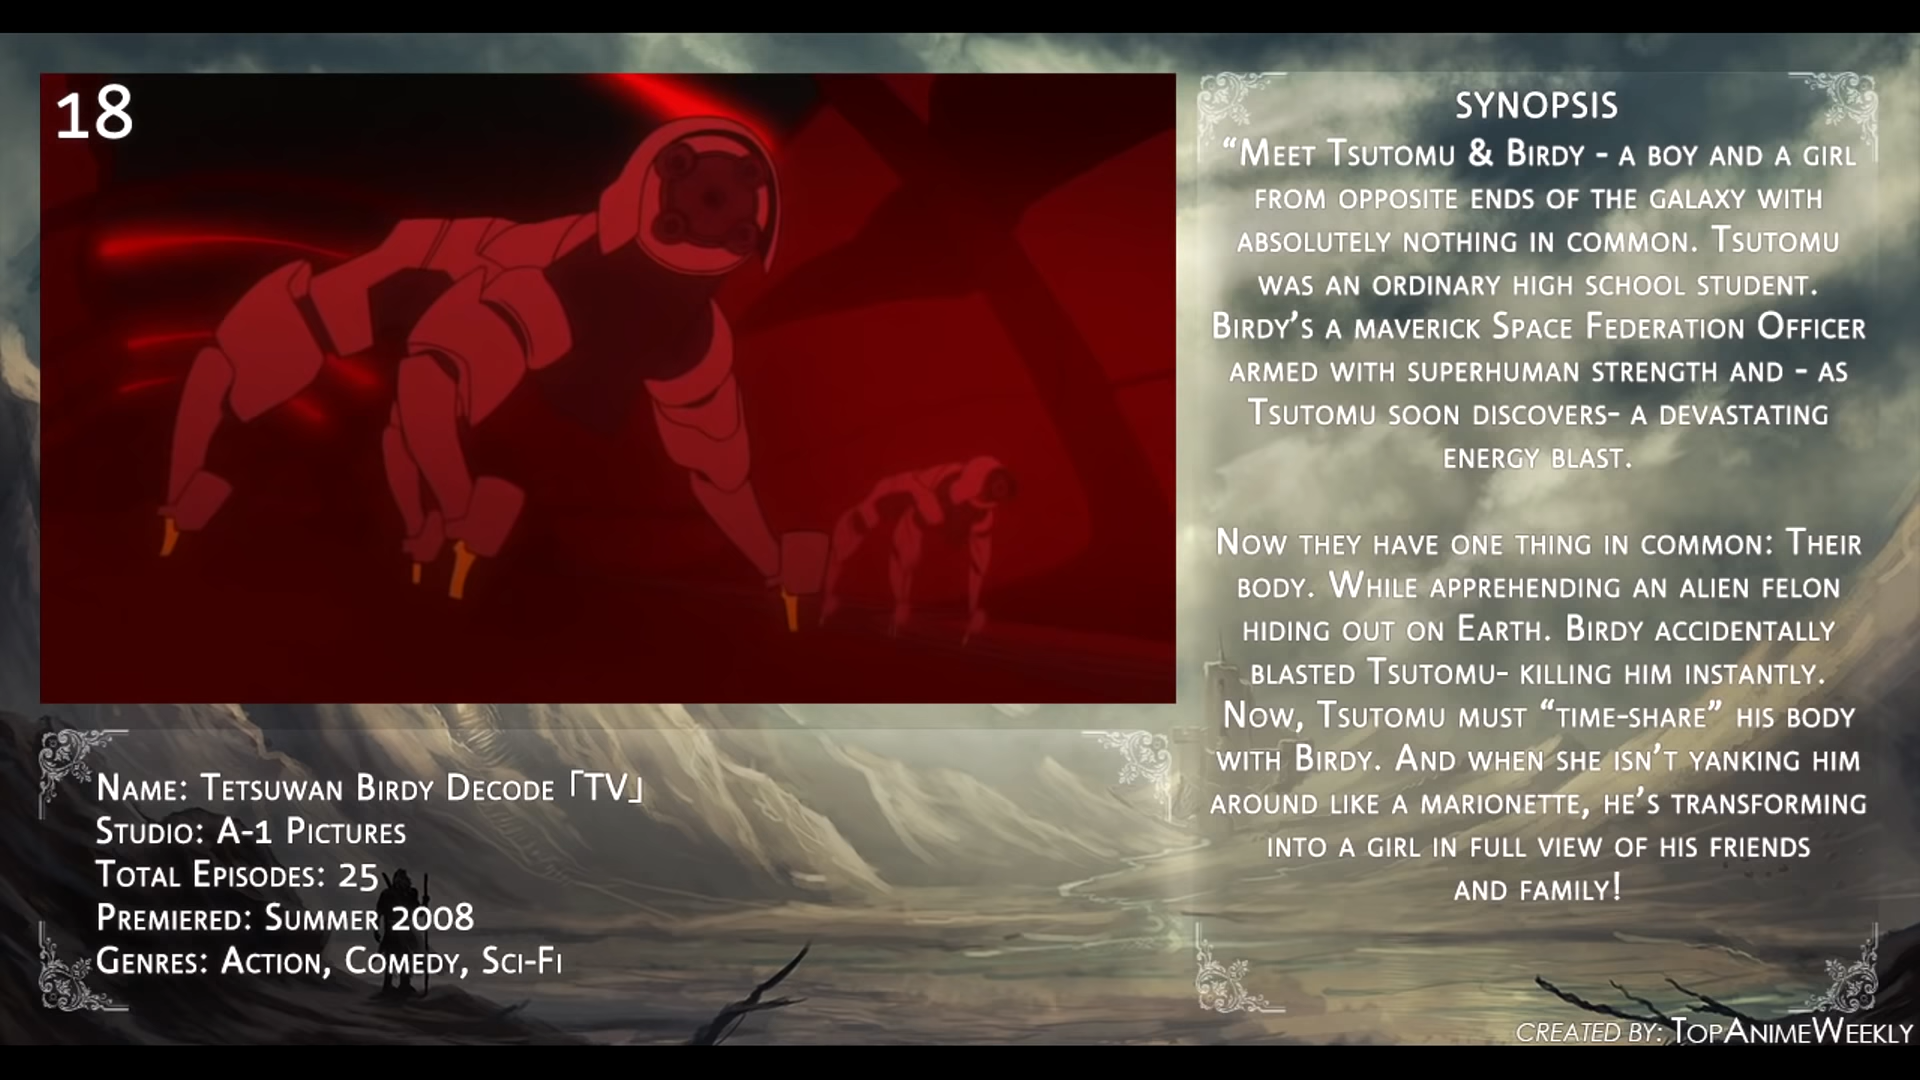 18
SYNOPSIS
“Meet Tsutomu & Birdy - a boy and a girl
from opposite ends of the galaxy with
absolutely nothing in common. Tsutomu
was an ordinary high school student.
Birdy’s a maverick Space Federation Officer
armed with superhuman strength and - as
Tsutomu soon discovers- a devastating
energy blast.
Now they have one thing in common: Their
body. While apprehending an alien felon
hiding out on Earth. Birdy accidentally
blasted Tsutomu- killing him instantly.
Now, Tsutomu must “time-share” his body
with Birdy. And when she isn’t yanking him
around like a marionette, he’s transforming
into a girl in full view of his friends
and family!
Name: Tetsuwan Birdy Decode「TV」
Studio: A-1 Pictures
Total Episodes: 25
Premiered: Summer 2008
Genres: Action, Comedy, Sci-Fi
CREATED BY: TopAnimeWeekly